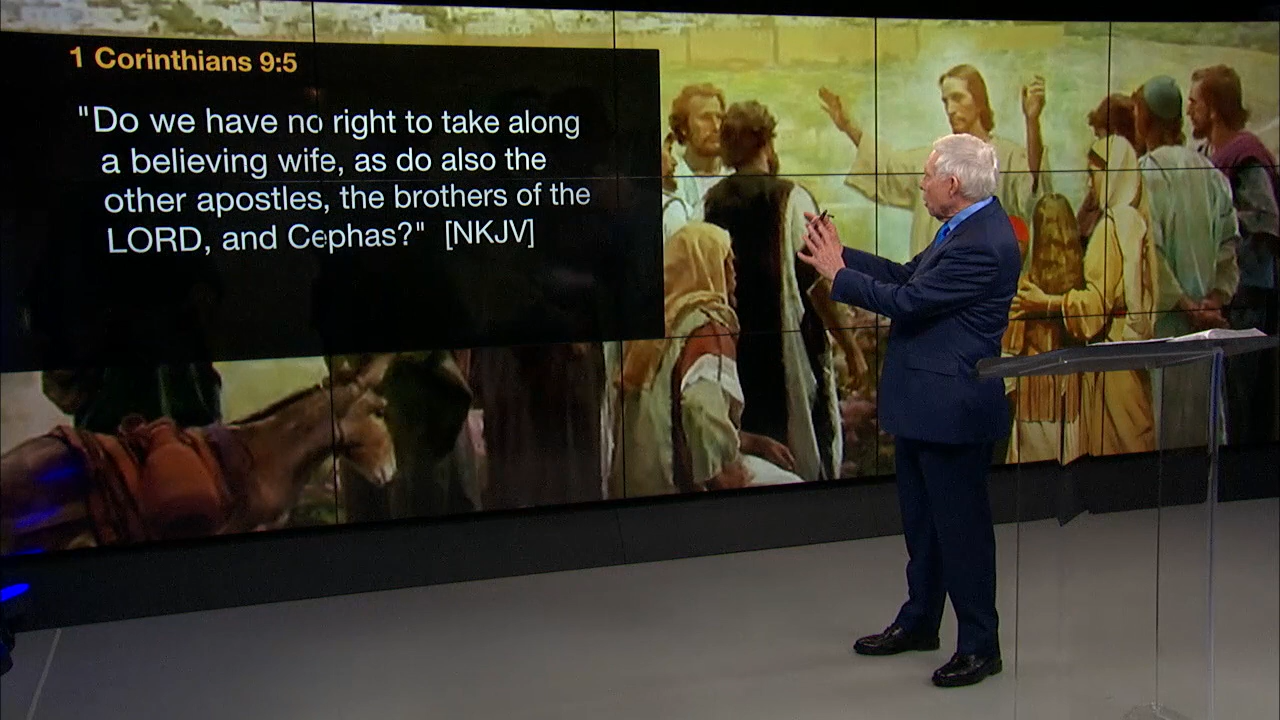 1 Corinthians 9:5
"Do we have no right to take along
a believing wife, as do also the
other apostles, the brothers of the
LORD, and Cephas?" [NKJV]